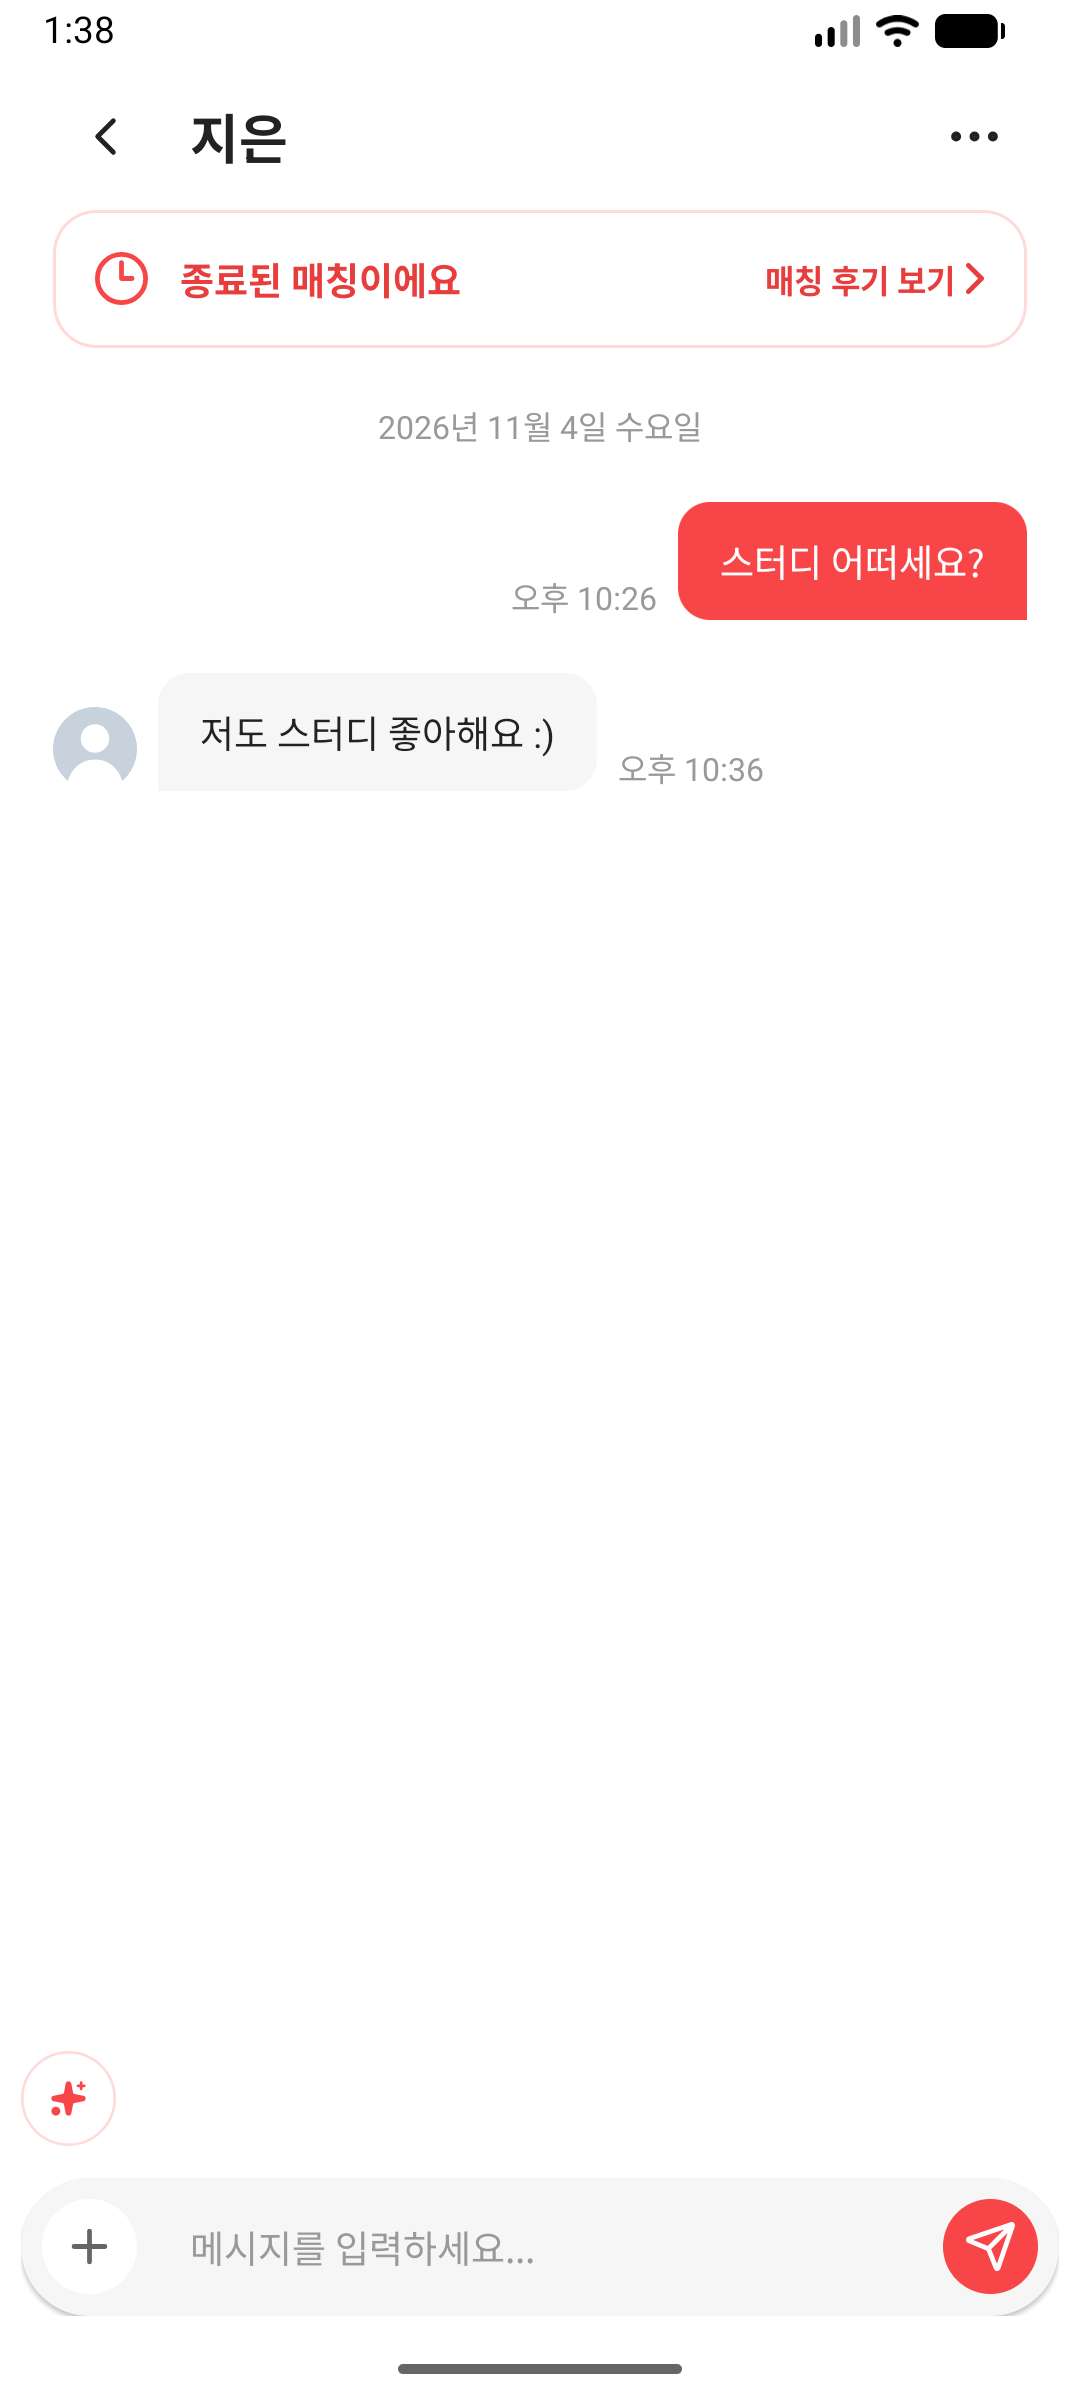 1:38
지은
종료된 매칭이에요
매칭 후기 보기
2026년 11월 4일 수요일
스터디 어떠세요?
오후 10:26
저도 스터디 좋아해요 :)
오후 10:36
메시지를 입력하세요...